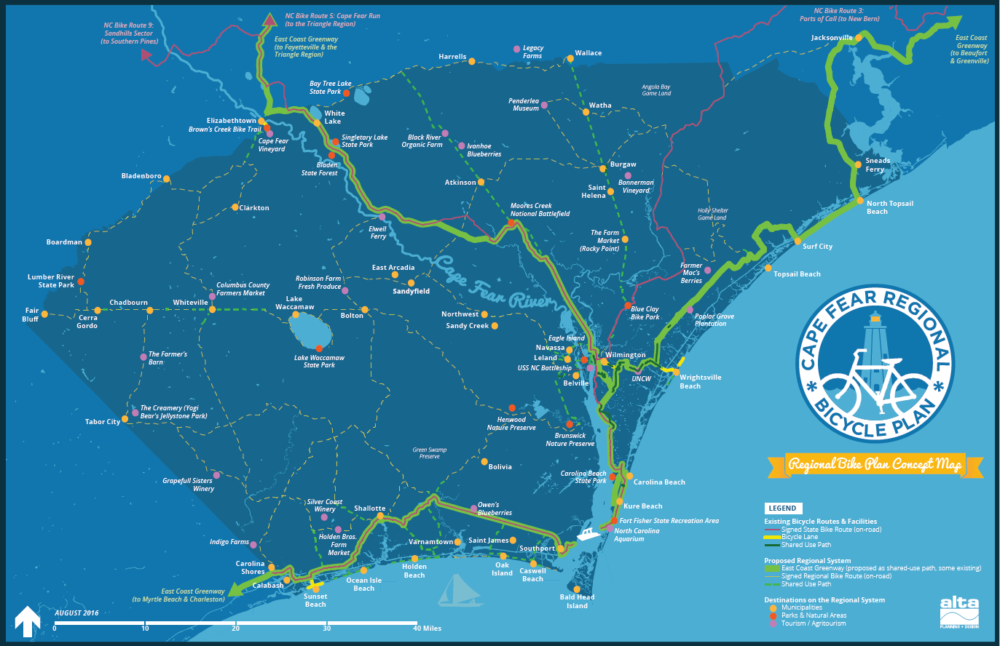 NC Bike Route 9:
Sandhills Sector
(to Southern Pines)
NC Bike Route 5: Cape Fear Run
(to the Triangle Region)
East Coast Greenway
(to Fayetteville & the
Triangle Region)
NC Bike Route 3:
Ports of Call (to New Bern)
Jacksonville
East Coast
Greenway
(to Beaufort
& Greenville)
Harrells
Legacy
Farms
Wallace
Bay Tree Lake
State Park
Angola Bay
Game Land
Penderlea
Museum
Watha
White
Lake
Elizabethtown
Brown's Creek Bike Trail
Cape Fear
Vineyard
Singletary Lake
State Park
Black River
Organic Farm
Ivanhoe
Blueberries
Bladen
State Forest
Sneads
Ferry
Bladenboro
Atkinson
Burgaw
Bannerman
Vineyard
Saint
Helena
Clarkton
Moores Creek
National Battlefield
Holly Shelter
Game Land
North Topsail
Beach
Elwell
Ferry
The Farm
Market
(Rocky Point)
Boardman
Surf City
Cape Fear River
East Arcadia
Sandyfield
Farmer
Mac's
Berries
Topsail Beach
Lumber River
State Park
Columbus County
Farmers Market
Robinson Farm
Fresh Produce
Chadbourn
Whiteville
Lake
Waccamaw
Fair
Bluff
Cerra
Gordo
Bolton
Northwest
Sandy Creek
Blue Clay
Bike Park
Poplar Grove
Plantation
Eagle Island
Navassa
Leland
USS NC Battleship
Belville
Wilmington
UNCW
Wrightsville
Beach
The Farmer's
Barn
Lake Waccamaw
State Park
The Creamery (Yogi
Bear's Jellystone Park)
Tabor City
Henwood
Nature Preserve
Brunswick
Nature Preserve
Green Swamp
Preserve
Bolivia
Carolina Beach
State Park
Carolina Beach
Grapefull Sisters
Winery
Silver Coast
Winery
Shallotte
Owen's
Blueberries
Kure Beach
Fort Fisher State Recreation Area
North Carolina
Aquarium
Indigo Farms
Holden Bros.
Farm
Market
Varnamtown
Saint James
Southport
Carolina
Shores
Calabash
Holden
Beach
Oak
Island
Caswell
Beach
Ocean Isle
Beach
Sunset
Beach
Bald Head
Island
East Coast Greenway
(to Myrtle Beach & Charleston)
AUGUST 2016
0 10 20 30 40 Miles
CAPE FEAR REGIONAL
* BICYCLE PLAN *
Regional Bike Plan Concept Map
LEGEND
Existing Bicycle Routes & Facilities
Signed State Bike Route (on-road)
Bicycle Lane
Shared Use Path
Proposed Regional System
East Coast Greenway (proposed as shared-use path, some existing)
Signed Regional Bike Route (on-road)
Shared Use Path
Destinations on the Regional System
Municipalities
Parks & Natural Areas
Tourism / Agritourism
alta
PLANNING + DESIGN